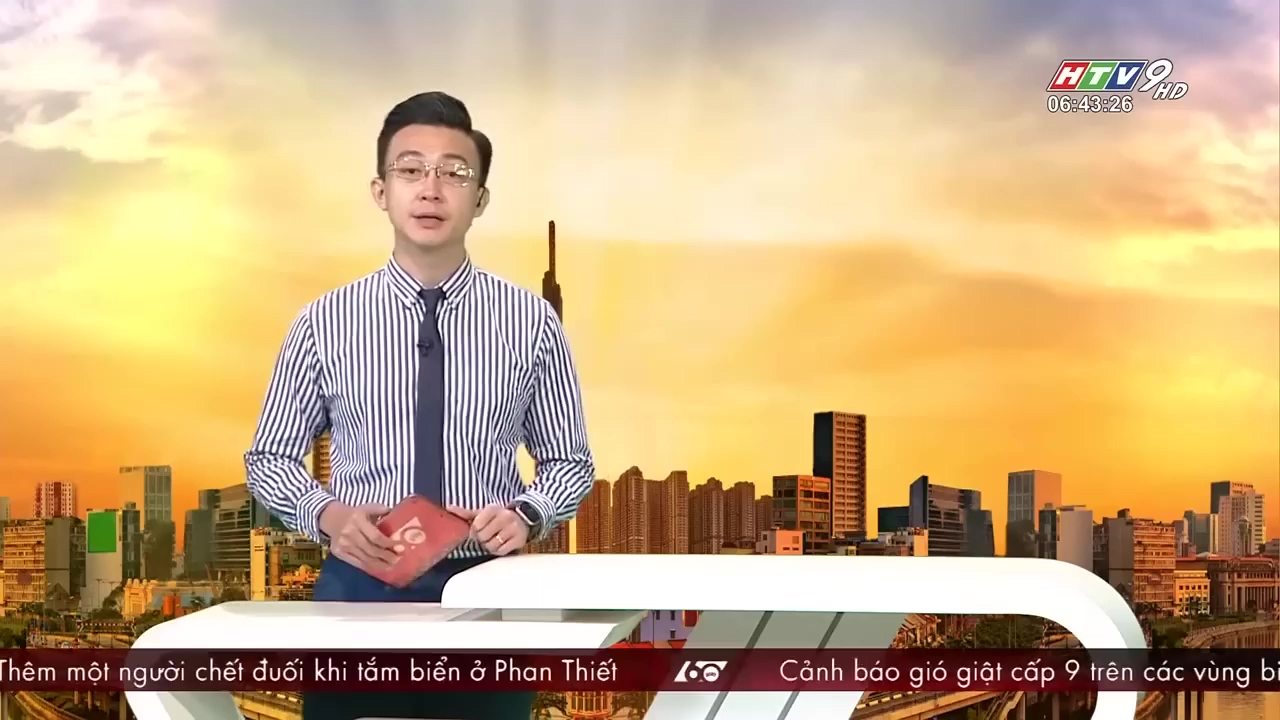 HTV9 HD
06:43:26
Thêm một người chết đuối khi tắm biển ở Phan Thiết 60 Cảnh báo gió giật cấp 9 trên các vùng